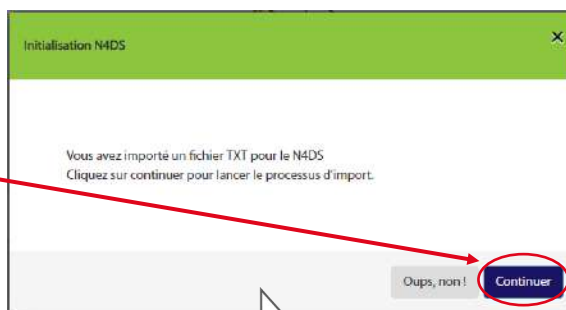 Initialisation N4DS
×
Vous avez importé un fichier TXT pour le N4DS
Cliquez sur continuer pour lancer le processus d'import.
Oups, non !
Continuer